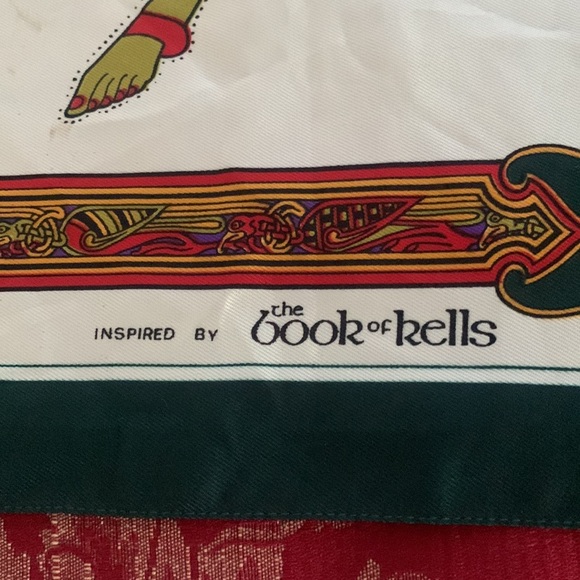 INSPIRED BY the book of kells